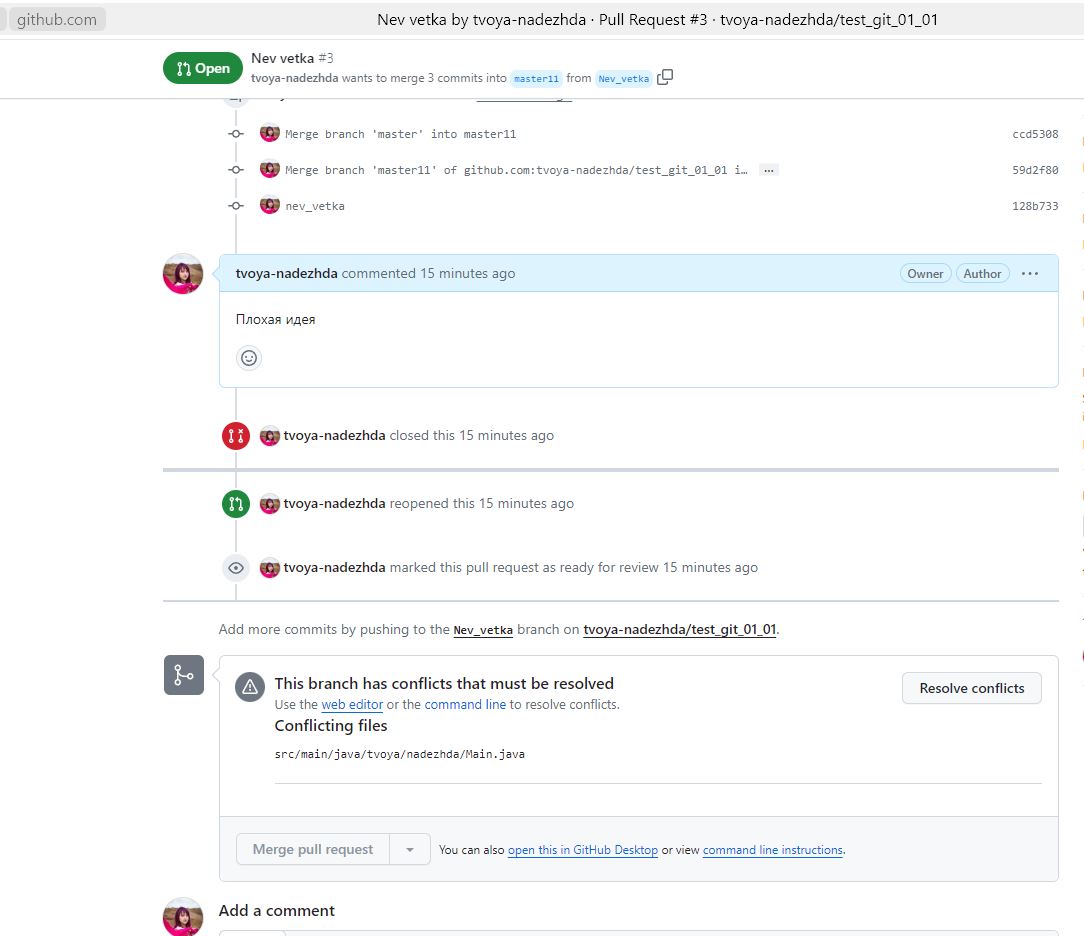 github.com
Nev vetka by tvoya-nadezhda · Pull Request #3 · tvoya-nadezhda/test_git_01_01
Open
Nev vetka #3
tvoya-nadezhda wants to merge 3 commits into master11 from Nev_vetka
Merge branch 'master' into master11
ccd5308
Merge branch 'master11' of github.com:tvoya-nadezhda/test_git_01_01 i…
59d2f80
nev_vetka
128b733
tvoya-nadezhda commented 15 minutes ago
Owner
Author
Плохая идея
tvoya-nadezhda closed this 15 minutes ago
tvoya-nadezhda reopened this 15 minutes ago
tvoya-nadezhda marked this pull request as ready for review 15 minutes ago
Add more commits by pushing to the Nev_vetka branch on tvoya-nadezhda/test_git_01_01.
This branch has conflicts that must be resolved
Resolve conflicts
Use the web editor or the command line to resolve conflicts.
Conflicting files
src/main/java/tvoya/nadezhda/Main.java
Merge pull request
You can also open this in GitHub Desktop or view command line instructions.
Add a comment